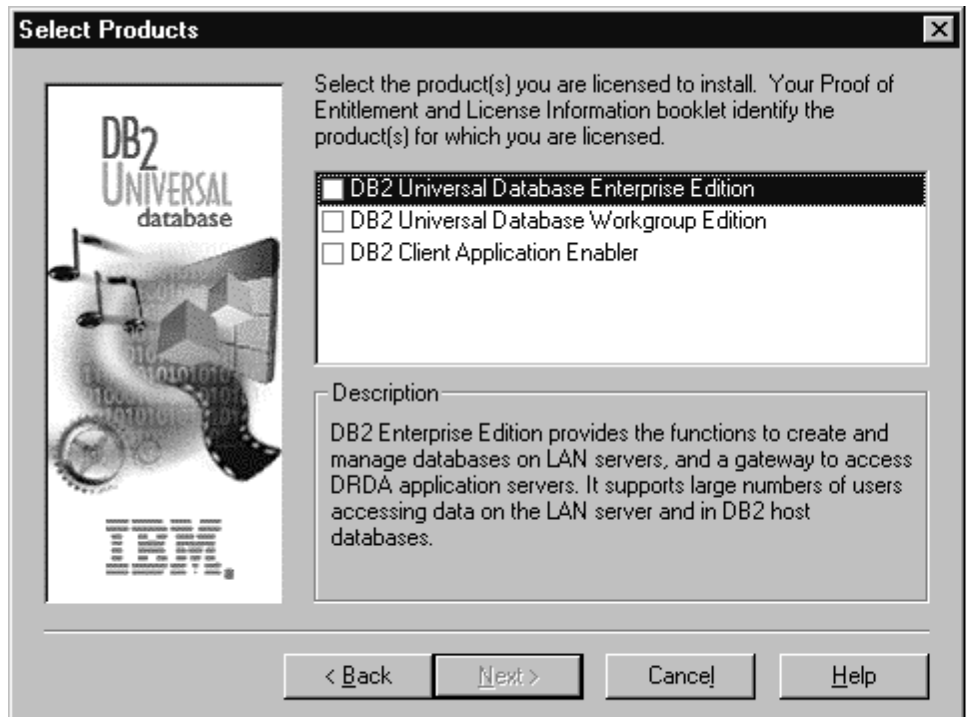 Select Products
DB2
UNIVERSAL
database
IBM.
Select the product(s) you are licensed to install. Your Proof of
Entitlement and License Information booklet identify the
product(s) for which you are licensed.
DB2 Universal Database Enterprise Edition
DB2 Universal Database Workgroup Edition
DB2 Client Application Enabler
Description
DB2 Enterprise Edition provides the functions to create and
manage databases on LAN servers, and a gateway to access
DRDA application servers. It supports large numbers of users
accessing data on the LAN server and in DB2 host
databases.
< Back
Next >
Cancel
Help